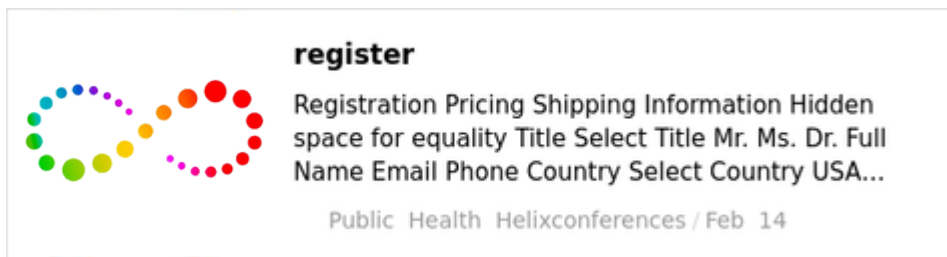 register
Registration Pricing Shipping Information Hidden
space for equality Title Select Title Mr. Ms. Dr. Full
Name Email Phone Country Select Country USA...
Public Health Helixconferences / Feb 14